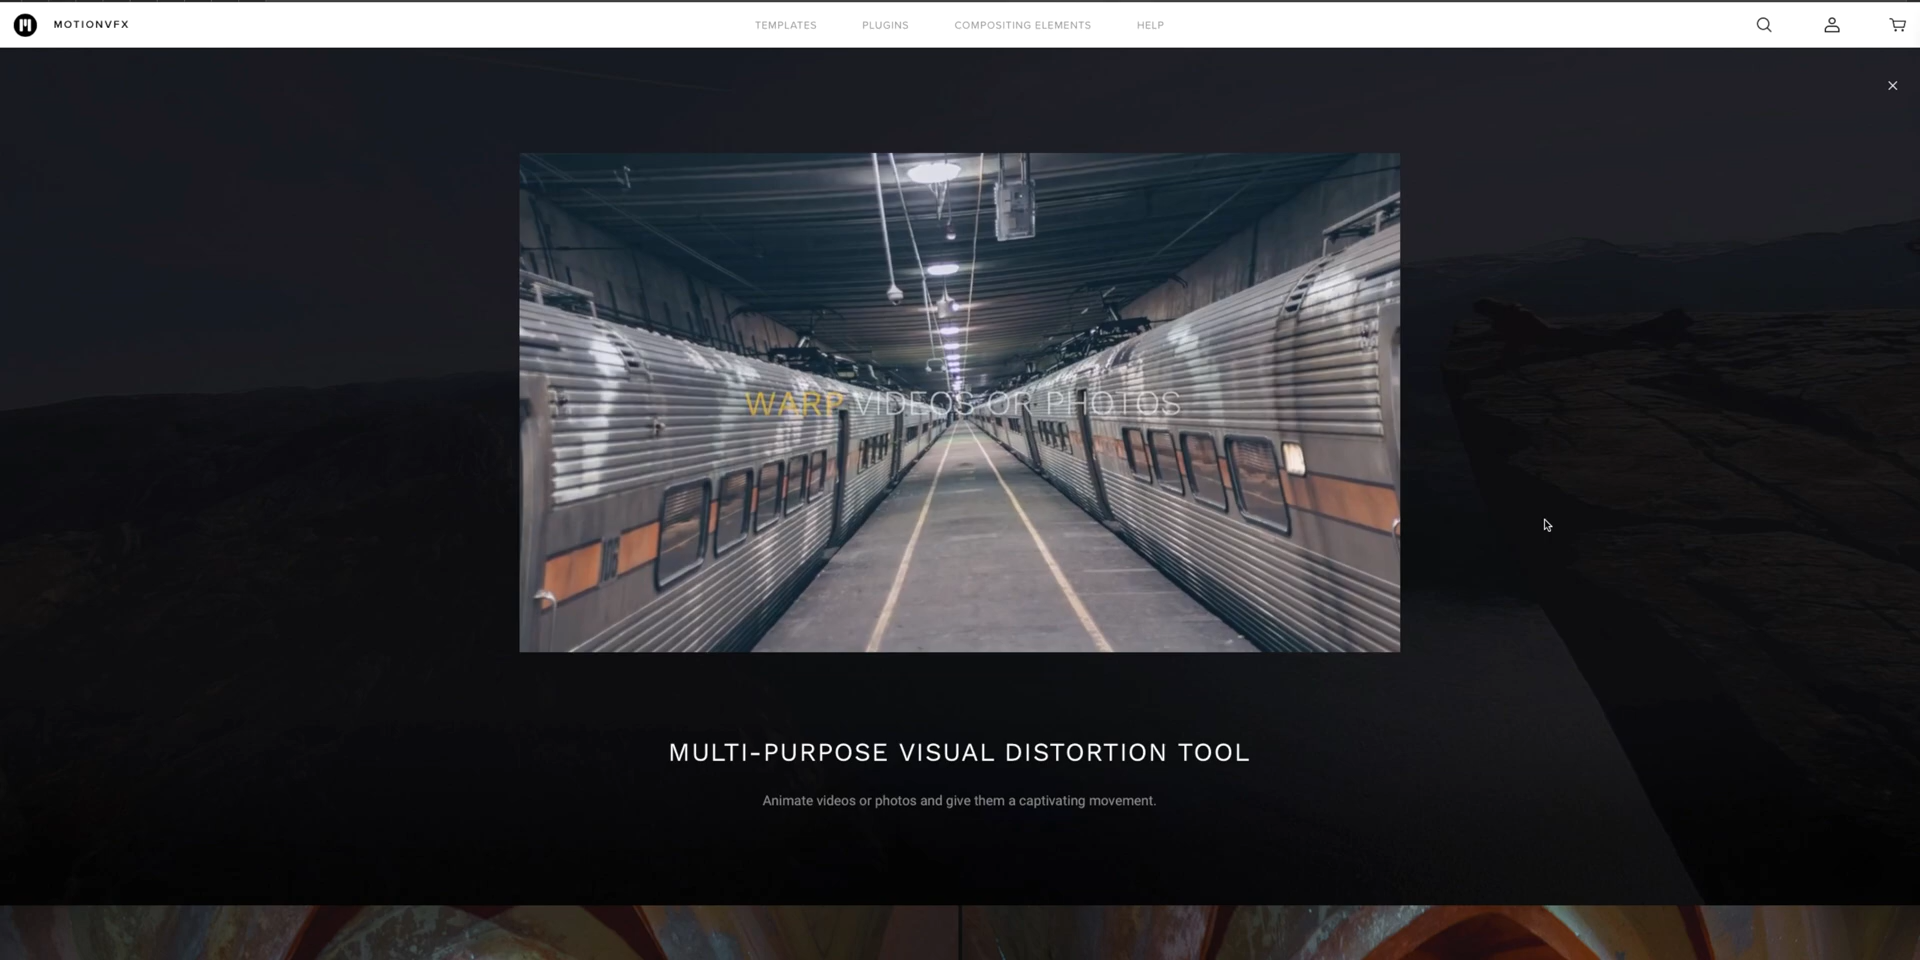 MOTIONVFX
TEMPLATES PLUGINS COMPOSITING ELEMENTS HELP
WARP VIDEOS OR PHOTOS
MULTI-PURPOSE VISUAL DISTORTION TOOL
Animate videos or photos and give them a captivating movement.